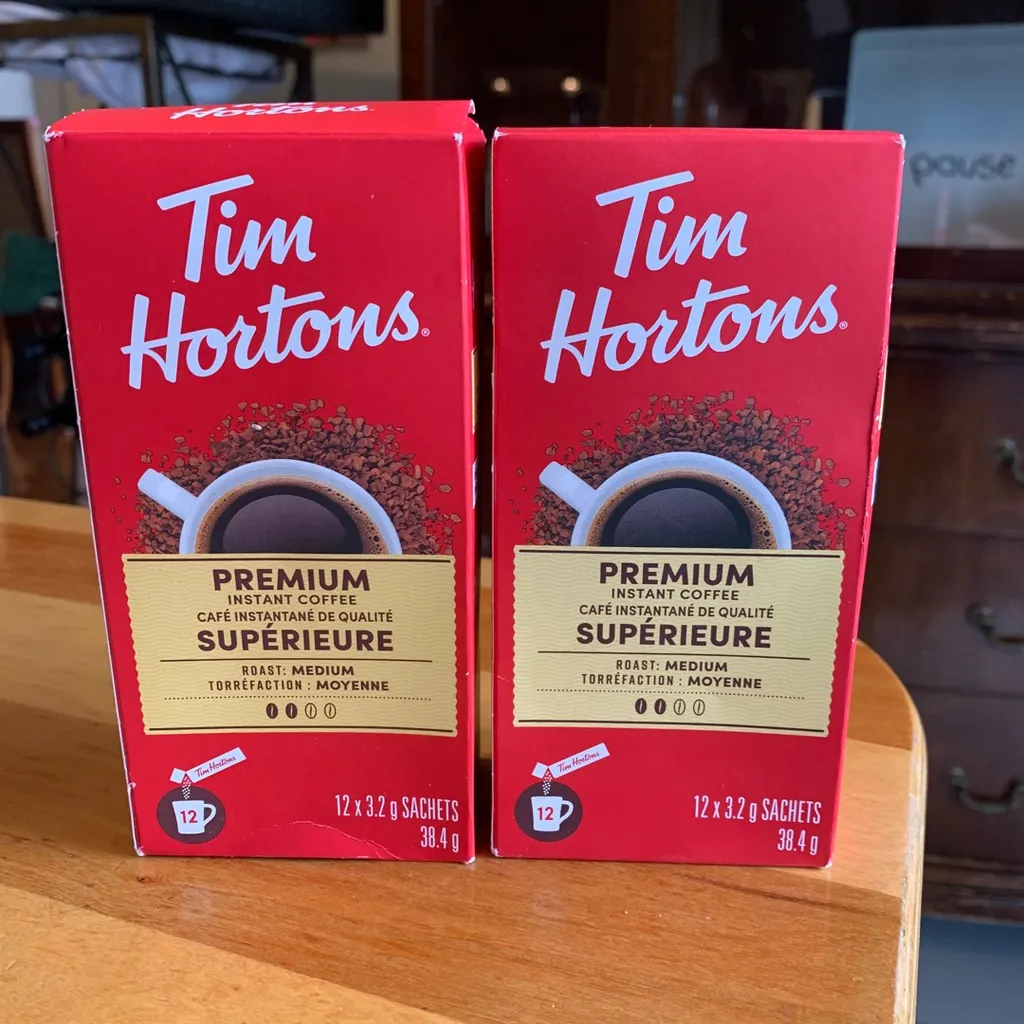 Tim Hortons
Tim
Hortons®
PREMIUM
INSTANT COFFEE
CAFÉ INSTANTANÉ DE QUALITÉ
SUPÉRIEURE
ROAST: MEDIUM
TORRÉFACTION : MOYENNE
Tim Hortons
12
12 x 3.2 g SACHETS
38.4 g
Tim
Hortons®
PREMIUM
INSTANT COFFEE
CAFÉ INSTANTANÉ DE QUALITÉ
SUPÉRIEURE
ROAST: MEDIUM
TORRÉFACTION : MOYENNE
Tim Hortons
12
12 x 3.2 g SACHETS
38.4 g
pause